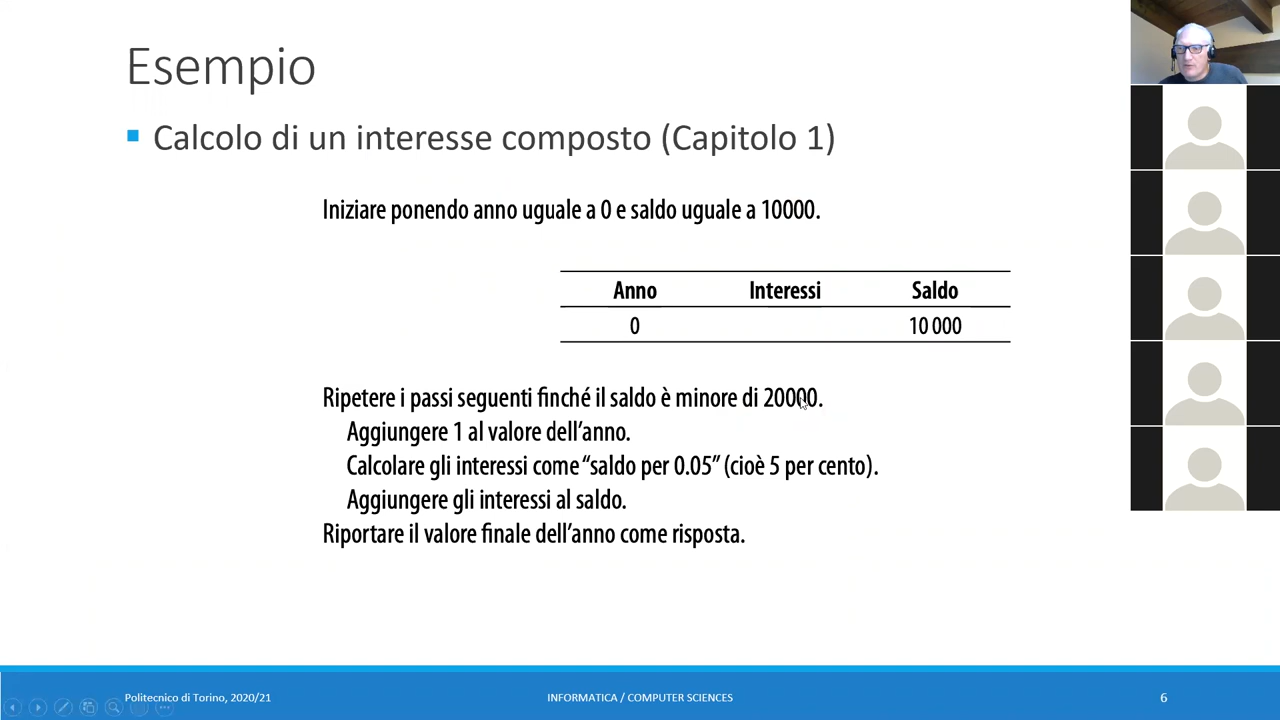 Esempio
Calcolo di un interesse composto (Capitolo 1)
Iniziare ponendo anno uguale a 0 e saldo uguale a 10000.
Anno Interessi Saldo
0 10 000
Ripetere i passi seguenti finché il saldo è minore di 20000.
Aggiungere 1 al valore dell’anno.
Calcolare gli interessi come “saldo per 0.05” (cioè 5 per cento).
Aggiungere gli interessi al saldo.
Riportare il valore finale dell’anno come risposta.
Politecnico di Torino, 2020/21 INFORMATICA / COMPUTER SCIENCES 6